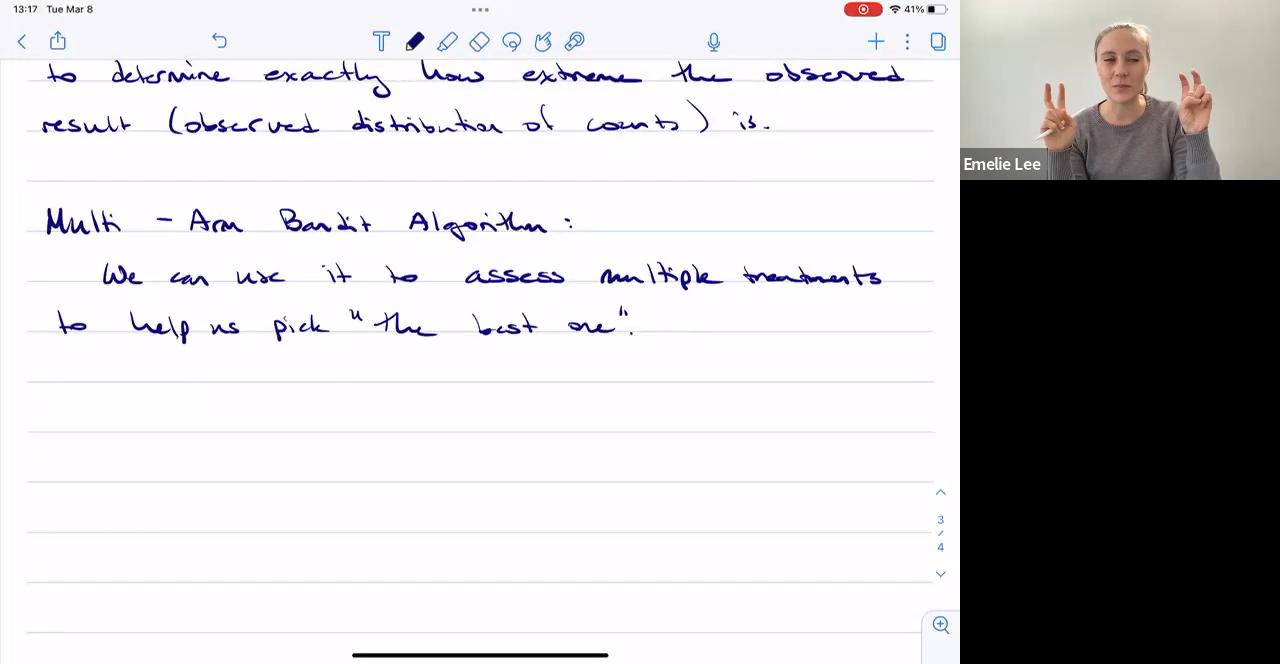 13:17 Tue Mar 8
41%
to determine exactly how extreme the observed
result (observed distribution of counts) is.
Multi - Arm Bandit Algorithm :
We can use it to assess multiple treatments
to help us pick "the best one".
3
/
4
Emelie Lee